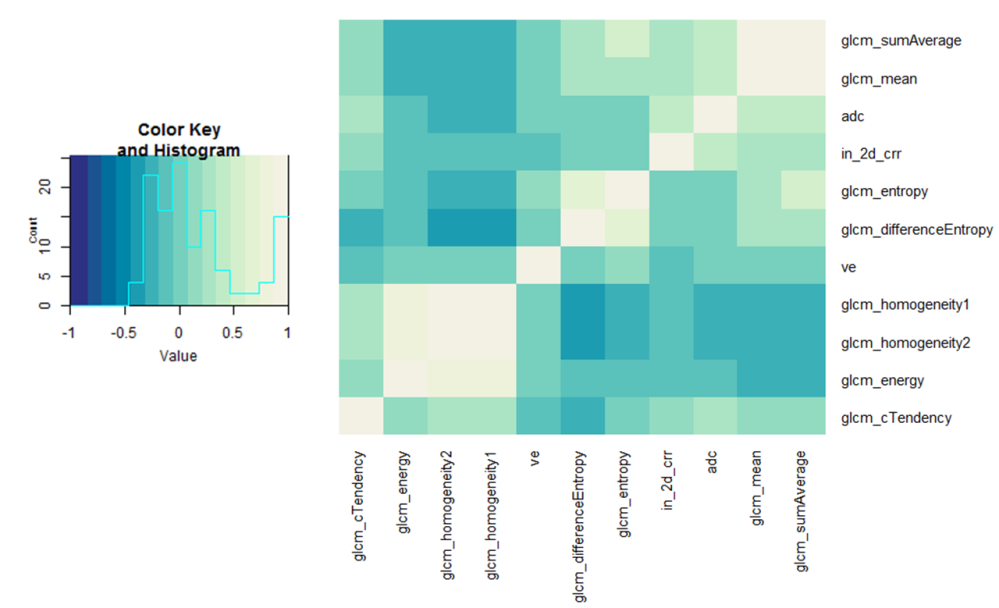 Color Key
and Histogram
Count
0
5
10
20
-1
-0.5
0
0.5
1
Value
glcm_sumAverage
glcm_mean
adc
in_2d_crr
glcm_entropy
glcm_differenceEntropy
ve
glcm_homogeneity1
glcm_homogeneity2
glcm_energy
glcm_cTendency
glcm_cTendency
glcm_energy
glcm_homogeneity2
glcm_homogeneity1
ve
glcm_differenceEntropy
glcm_entropy
in_2d_crr
adc
glcm_mean
glcm_sumAverage